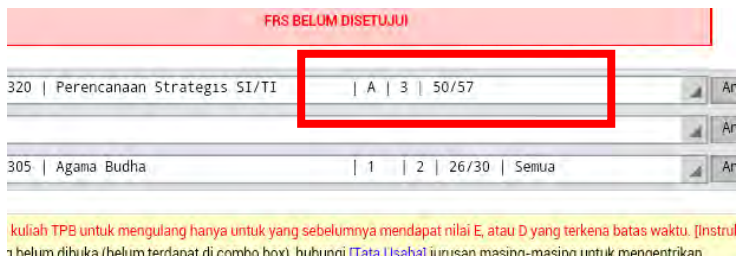 FRS BELUM DISETUJUI
320 | Perencanaan Strategis SI/TI | A | 3 | 50/57
305 | Agama Budha | 1 | 2 | 26/30 | Semua
kuliah TPB untuk mengulang hanya untuk yang sebelumnya mendapat nilai E, atau D yang terkena batas waktu.
belum dibuka (belum terdapat di combo box), hubungi [Tata Usaha] jurusan masing-masing untuk mengentrikan